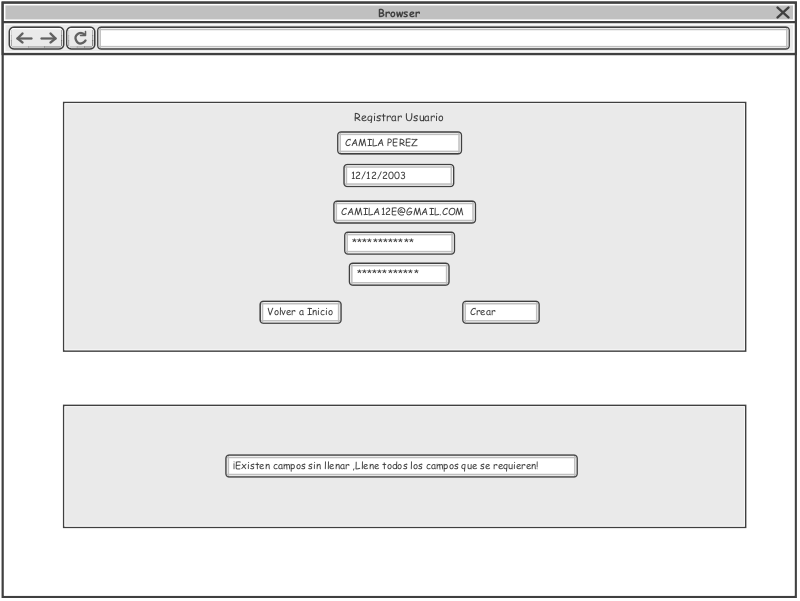 Browser
Registrar Usuario
CAMILA PEREZ
12/12/2003
CAMILA12E@GMAIL.COM
************
************
Volver a Inicio
Crear
¡Existen campos sin llenar ,Llene todos los campos que se requieren!